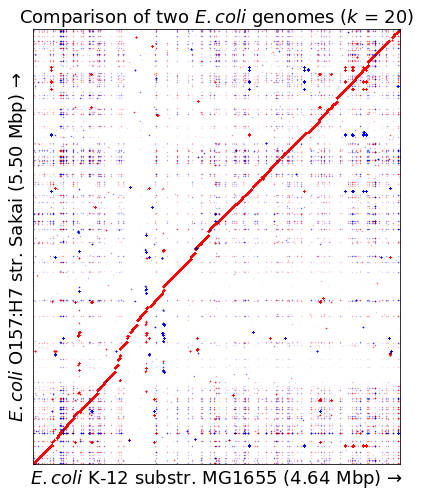 Comparison of two E.coli genomes (k = 20)
E.coli O157:H7 str. Sakai (5.50 Mbp) →
E.coli K-12 substr. MG1655 (4.64 Mbp) →